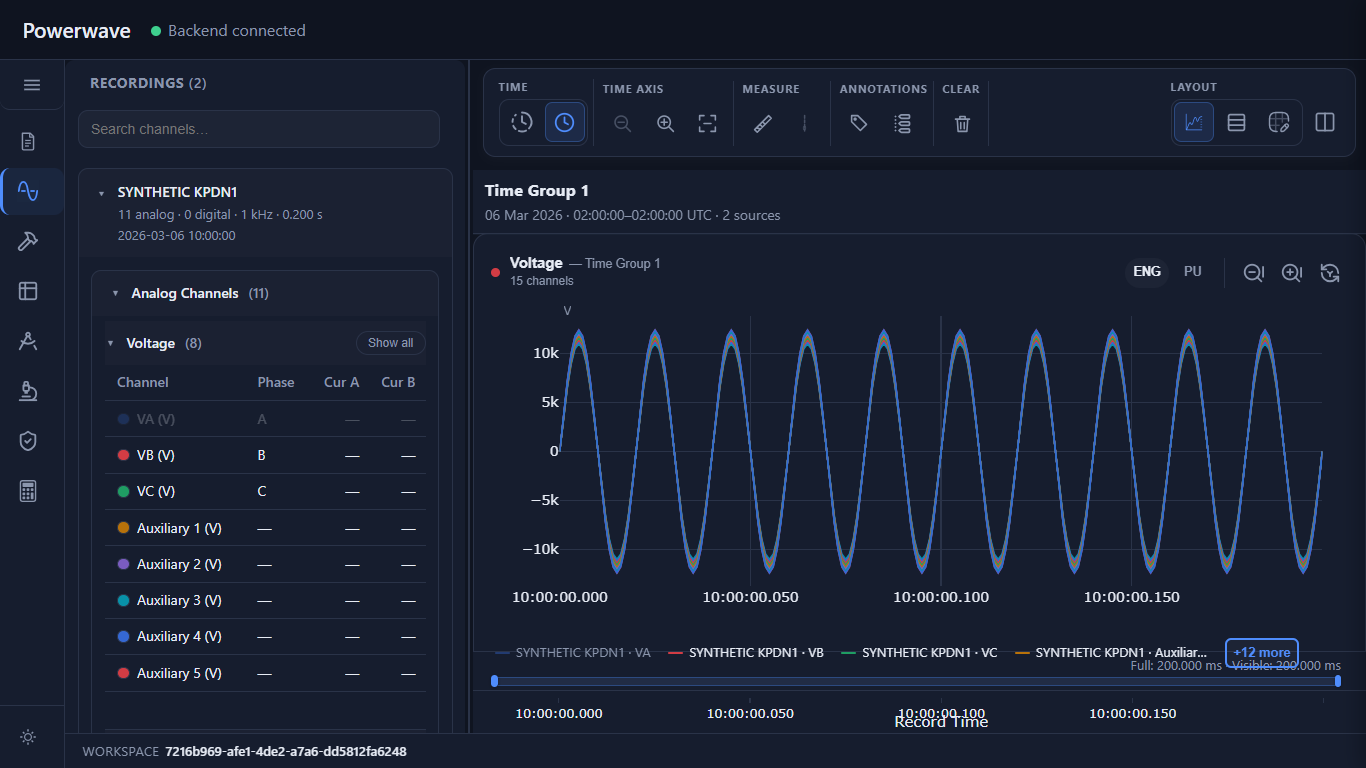 Powerwave
Backend connected
RECORDINGS (2)
Search channels...
SYNTHETIC KPDN1
11 analog · 0 digital · 1 kHz · 0.200 s
2026-03-06 10:00:00
Analog Channels (11)
Voltage (8)
Show all
Channel Phase Cur A Cur B
VA (V) A — —
VB (V) B — —
VC (V) C — —
Auxiliary 1 (V) — — —
Auxiliary 2 (V) — — —
Auxiliary 3 (V) — — —
Auxiliary 4 (V) — — —
Auxiliary 5 (V) — — —
TIME TIME AXIS MEASURE ANNOTATIONS CLEAR LAYOUT
Time Group 1
06 Mar 2026 · 02:00:00–02:00:00 UTC · 2 sources
Voltage — Time Group 1
15 channels
ENG PU
V
10k
5k
0
−5k
−10k
10:00:00.000 10:00:00.050 10:00:00.100 10:00:00.150
SYNTHETIC KPDN1 · VA SYNTHETIC KPDN1 · VB SYNTHETIC KPDN1 · VC SYNTHETIC KPDN1 · Auxiliar... +12 more
Full: 200.000 ms Visible: 200.000 ms
10:00:00.000 10:00:00.050 10:00:00.100 10:00:00.150
Record Time
WORKSPACE 7216b969-afe1-4de2-a7a6-dd5812fa6248